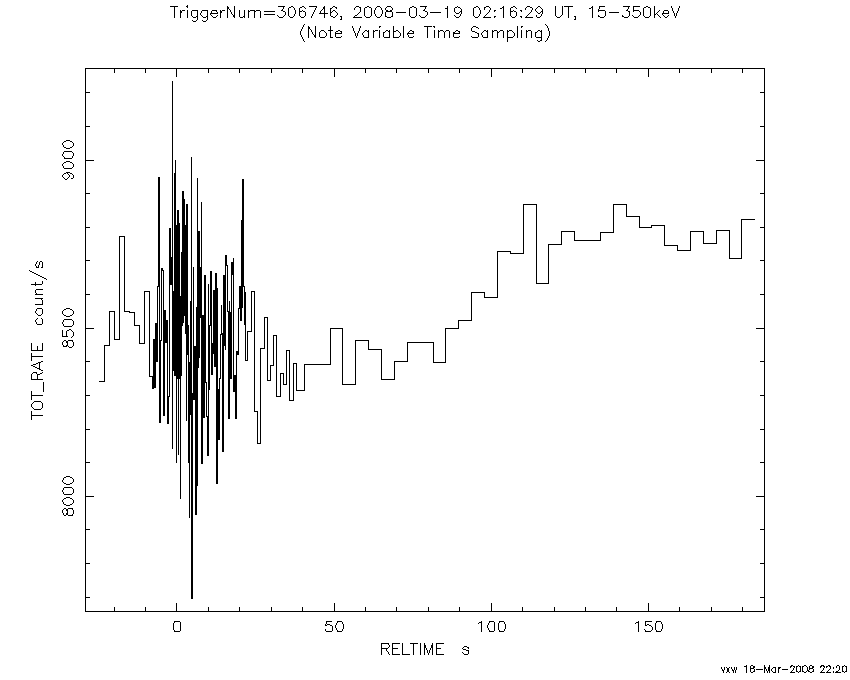 TriggerNum=306746, 2008-03-19 02:16:29 UT, 15-350keV
(Note Variable Time Sampling)
TOT_RATE count/s
9000
8500
8000
0 50 100 150
RELTIME s
vxw 18-Mar-2008 22:20